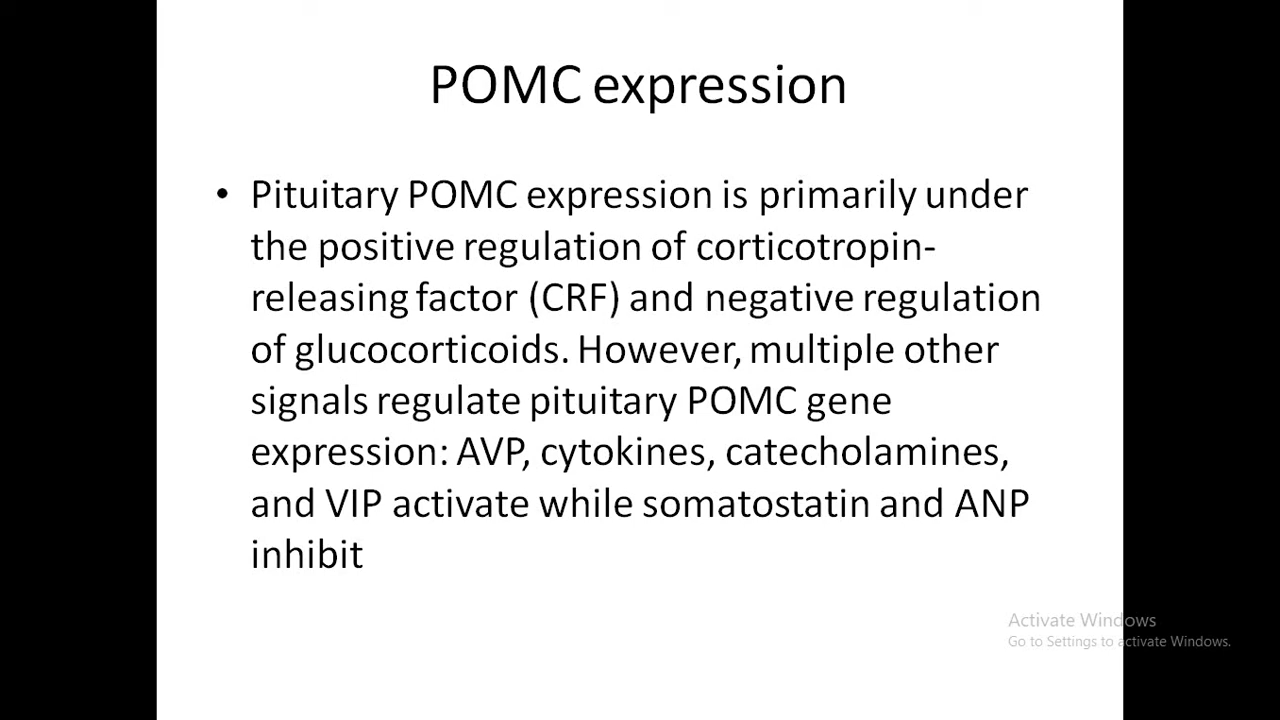 POMC expression
• Pituitary POMC expression is primarily under
the positive regulation of corticotropin-
releasing factor (CRF) and negative regulation
of glucocorticoids. However, multiple other
signals regulate pituitary POMC gene
expression: AVP, cytokines, catecholamines,
and VIP activate while somatostatin and ANP
inhibit
Activate Windows
Go to Settings to activate Windows.